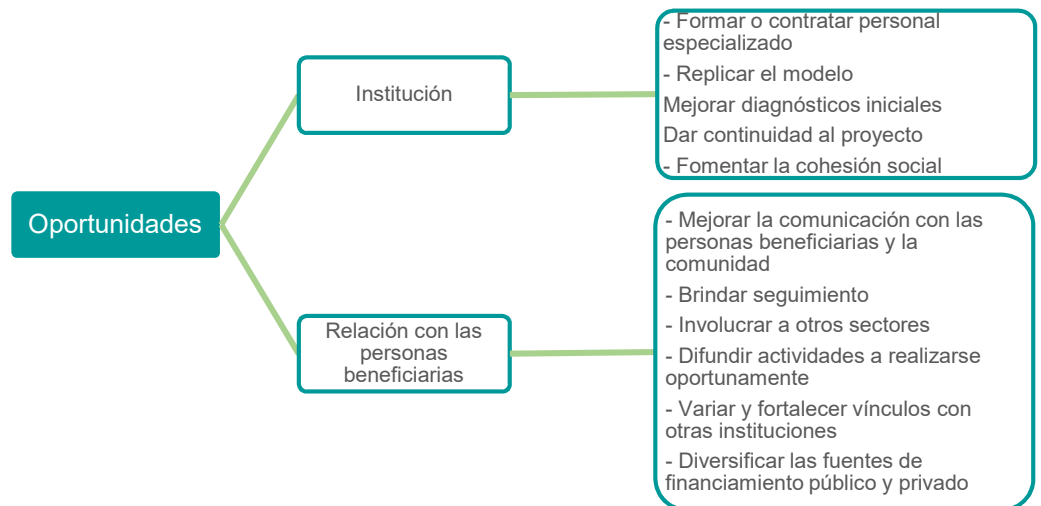 Oportunidades
Institución
- Formar o contratar personal
especializado
- Replicar el modelo
Mejorar diagnósticos iniciales
Dar continuidad al proyecto
- Fomentar la cohesión social
Relación con las
personas
beneficiarias
- Mejorar la comunicación con las
personas beneficiarias y la
comunidad
- Brindar seguimiento
- Involucrar a otros sectores
- Difundir actividades a realizarse
oportunamente
- Variar y fortalecer vínculos con
otras instituciones
- Diversificar las fuentes de
financiamiento público y privado